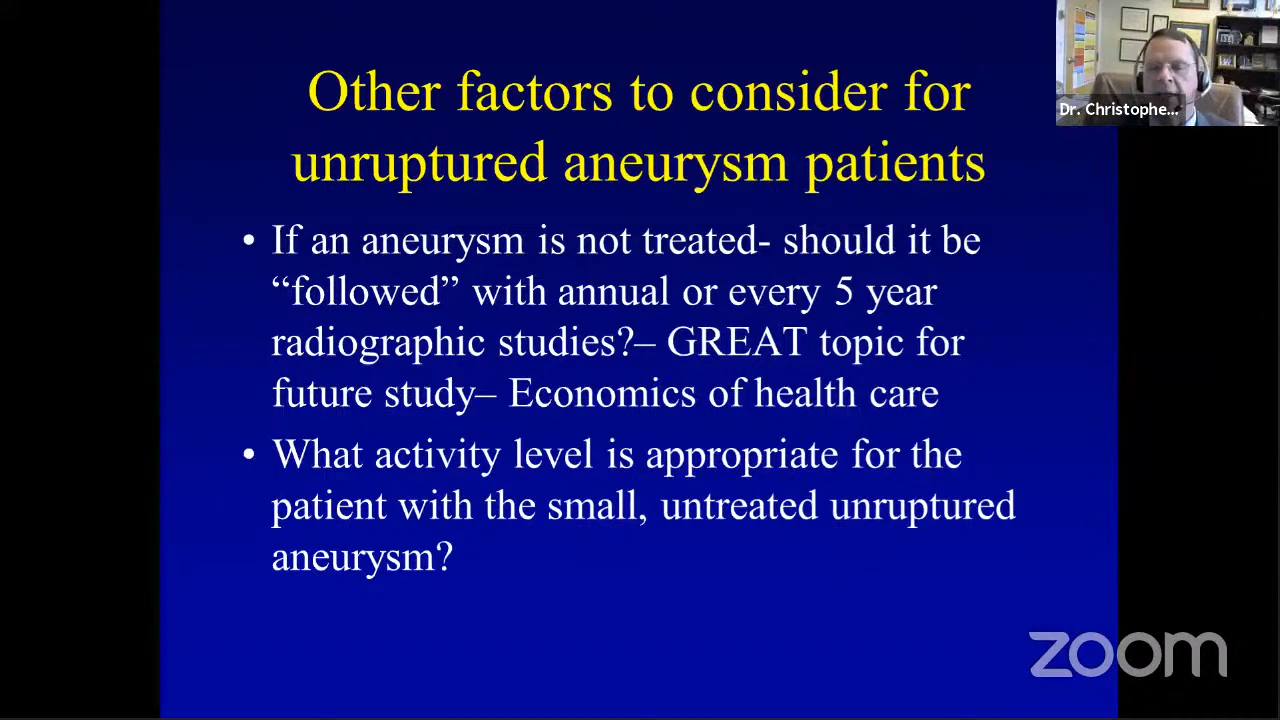 Other factors to consider for
unruptured aneurysm patients
• If an aneurysm is not treated- should it be
“followed” with annual or every 5 year
radiographic studies?– GREAT topic for
future study– Economics of health care
• What activity level is appropriate for the
patient with the small, untreated unruptured
aneurysm?
Dr. Christophe...
zoom